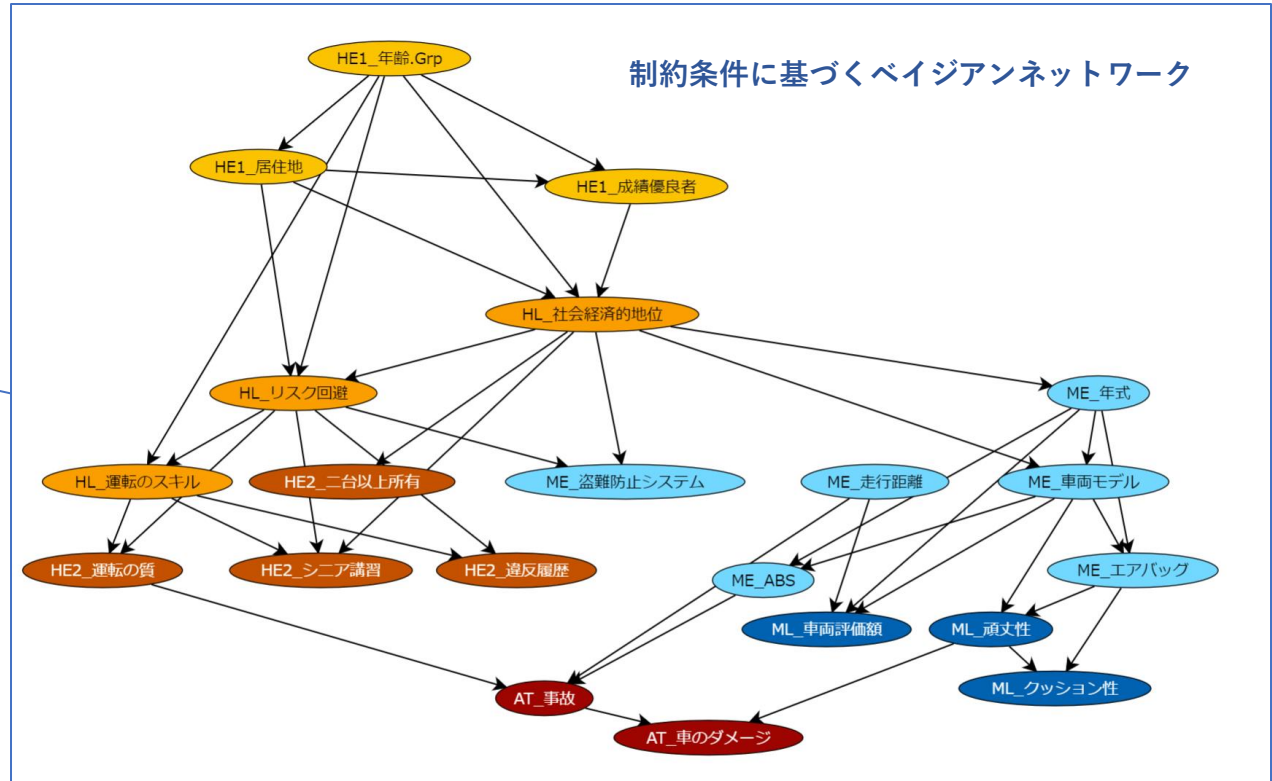 HE1_年齢.Grp
制約条件に基づくベイジアンネットワーク
HE1_居住地
HE1_成績優良者
HL_社会経済的地位
HL_リスク回避
ME_年式
HL_運転のスキル
HE2_二台以上所有
ME_盗難防止システム
ME_走行距離
ME_車両モデル
HE2_運転の質
HE2_シニア講習
HE2_違反履歴
ME_ABS
ME_エアバッグ
ML_車両評価額
ML_頑丈性
ML_クッション性
AT_事故
AT_車のダメージ